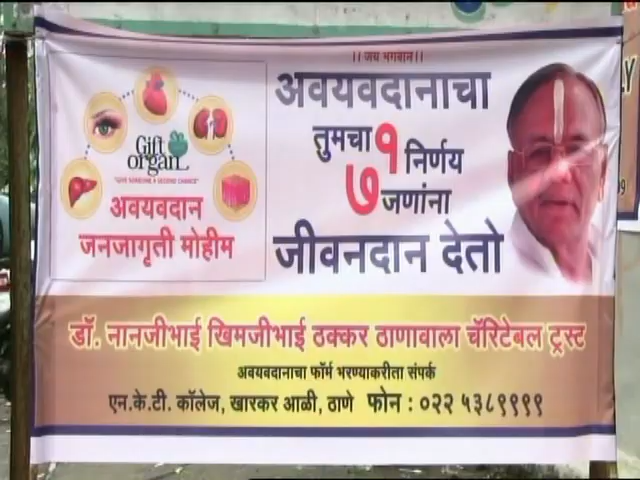 ।। जय भगवान।।
अवयवदानाचा
तुमचा १ निर्णय
७ जणांना
जीवनदान देतो
Gift
organ
"GIVE SOMEONE A SECOND CHANCE"
अवयवदान
जनजागृती मोहीम
डॉ. नानजीभाई खिमजीभाई ठक्कर ठाणावाला चॅरिटेबल ट्रस्ट
अवयवदानाचा फॉर्म भरण्याकरीता संपर्क
एन.के.टी. कॉलेज, खारकर आळी, ठाणे फोन : ०२२ ५३८९९९९